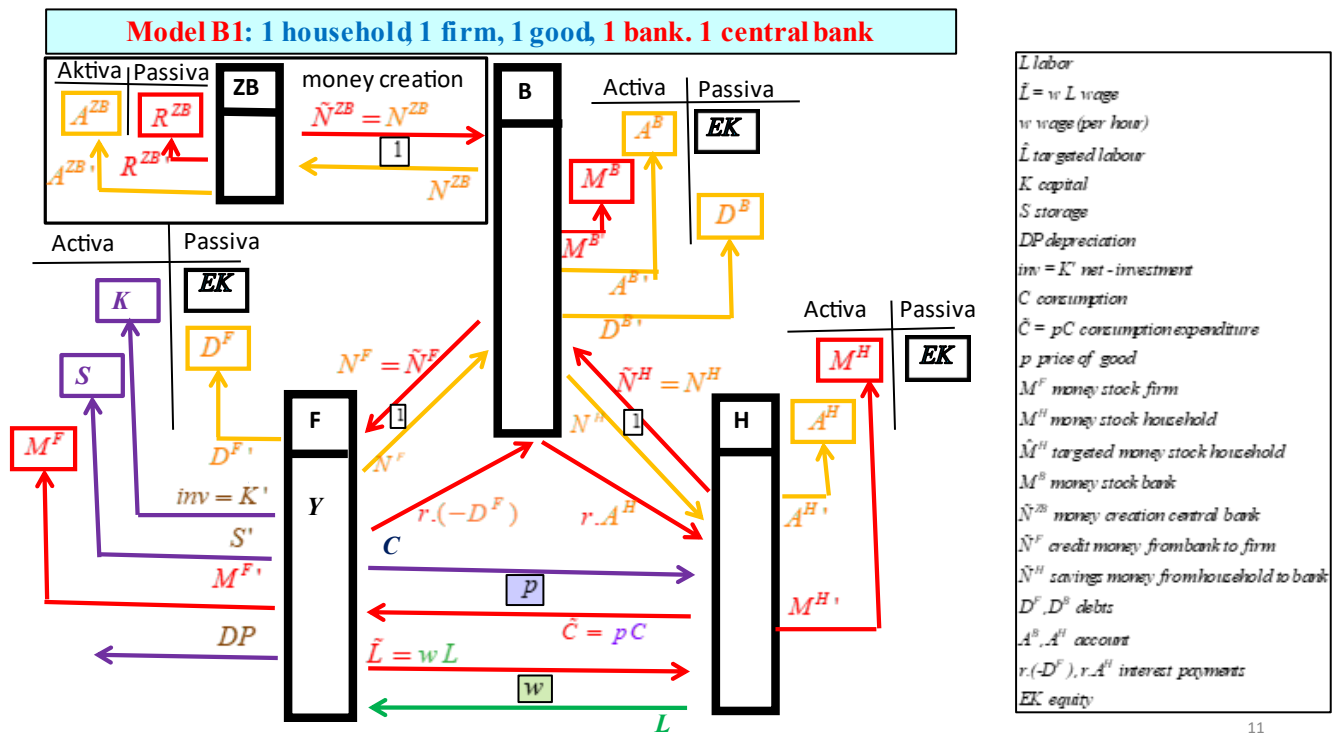 Model B1: 1 household, 1 firm, 1 good, 1 bank. 1 central bank
Aktiva Passiva ZB money creation
A^{ZB} R^{ZB} Ñ^{ZB} = N^{ZB}
1
A^{ZB}' R^{ZB}' N^{ZB}
B Activa Passiva
A^B EK
M^B D^B
M^B'
A^B'
D^B'
Activa Passiva
K EK
D^F
S
M^F
D^F'
inv = K'
S'
M^F'
DP
F
Y
N^F = Ñ^F
1
N^F
Ñ^H = N^H
N^H 1
r.(−D^F) r.A^H
H
Activa Passiva
M^H EK
A^H
A^H'
M^H'
C
p
C̃ = p C
L̃ = w L
w
L
L labor
L̃ = w L wage
w wage (per hour)
L̂ targeted labour
K capital
S storage
DP depreciation
inv = K' net - investment
C consumption
C̃ = pC consumption expenditure
p price of good
M^F money stock firm
M^H money stock household
M̂^H targeted money stock household
M^B money stock bank
Ñ^{ZB} money creation central bank
Ñ^F credit money from bank to firm
Ñ^H savings money from household to bank
D^F, D^B debts
A^B, A^H account
r.(-D^F), r.A^H interest payments
EK equity
11